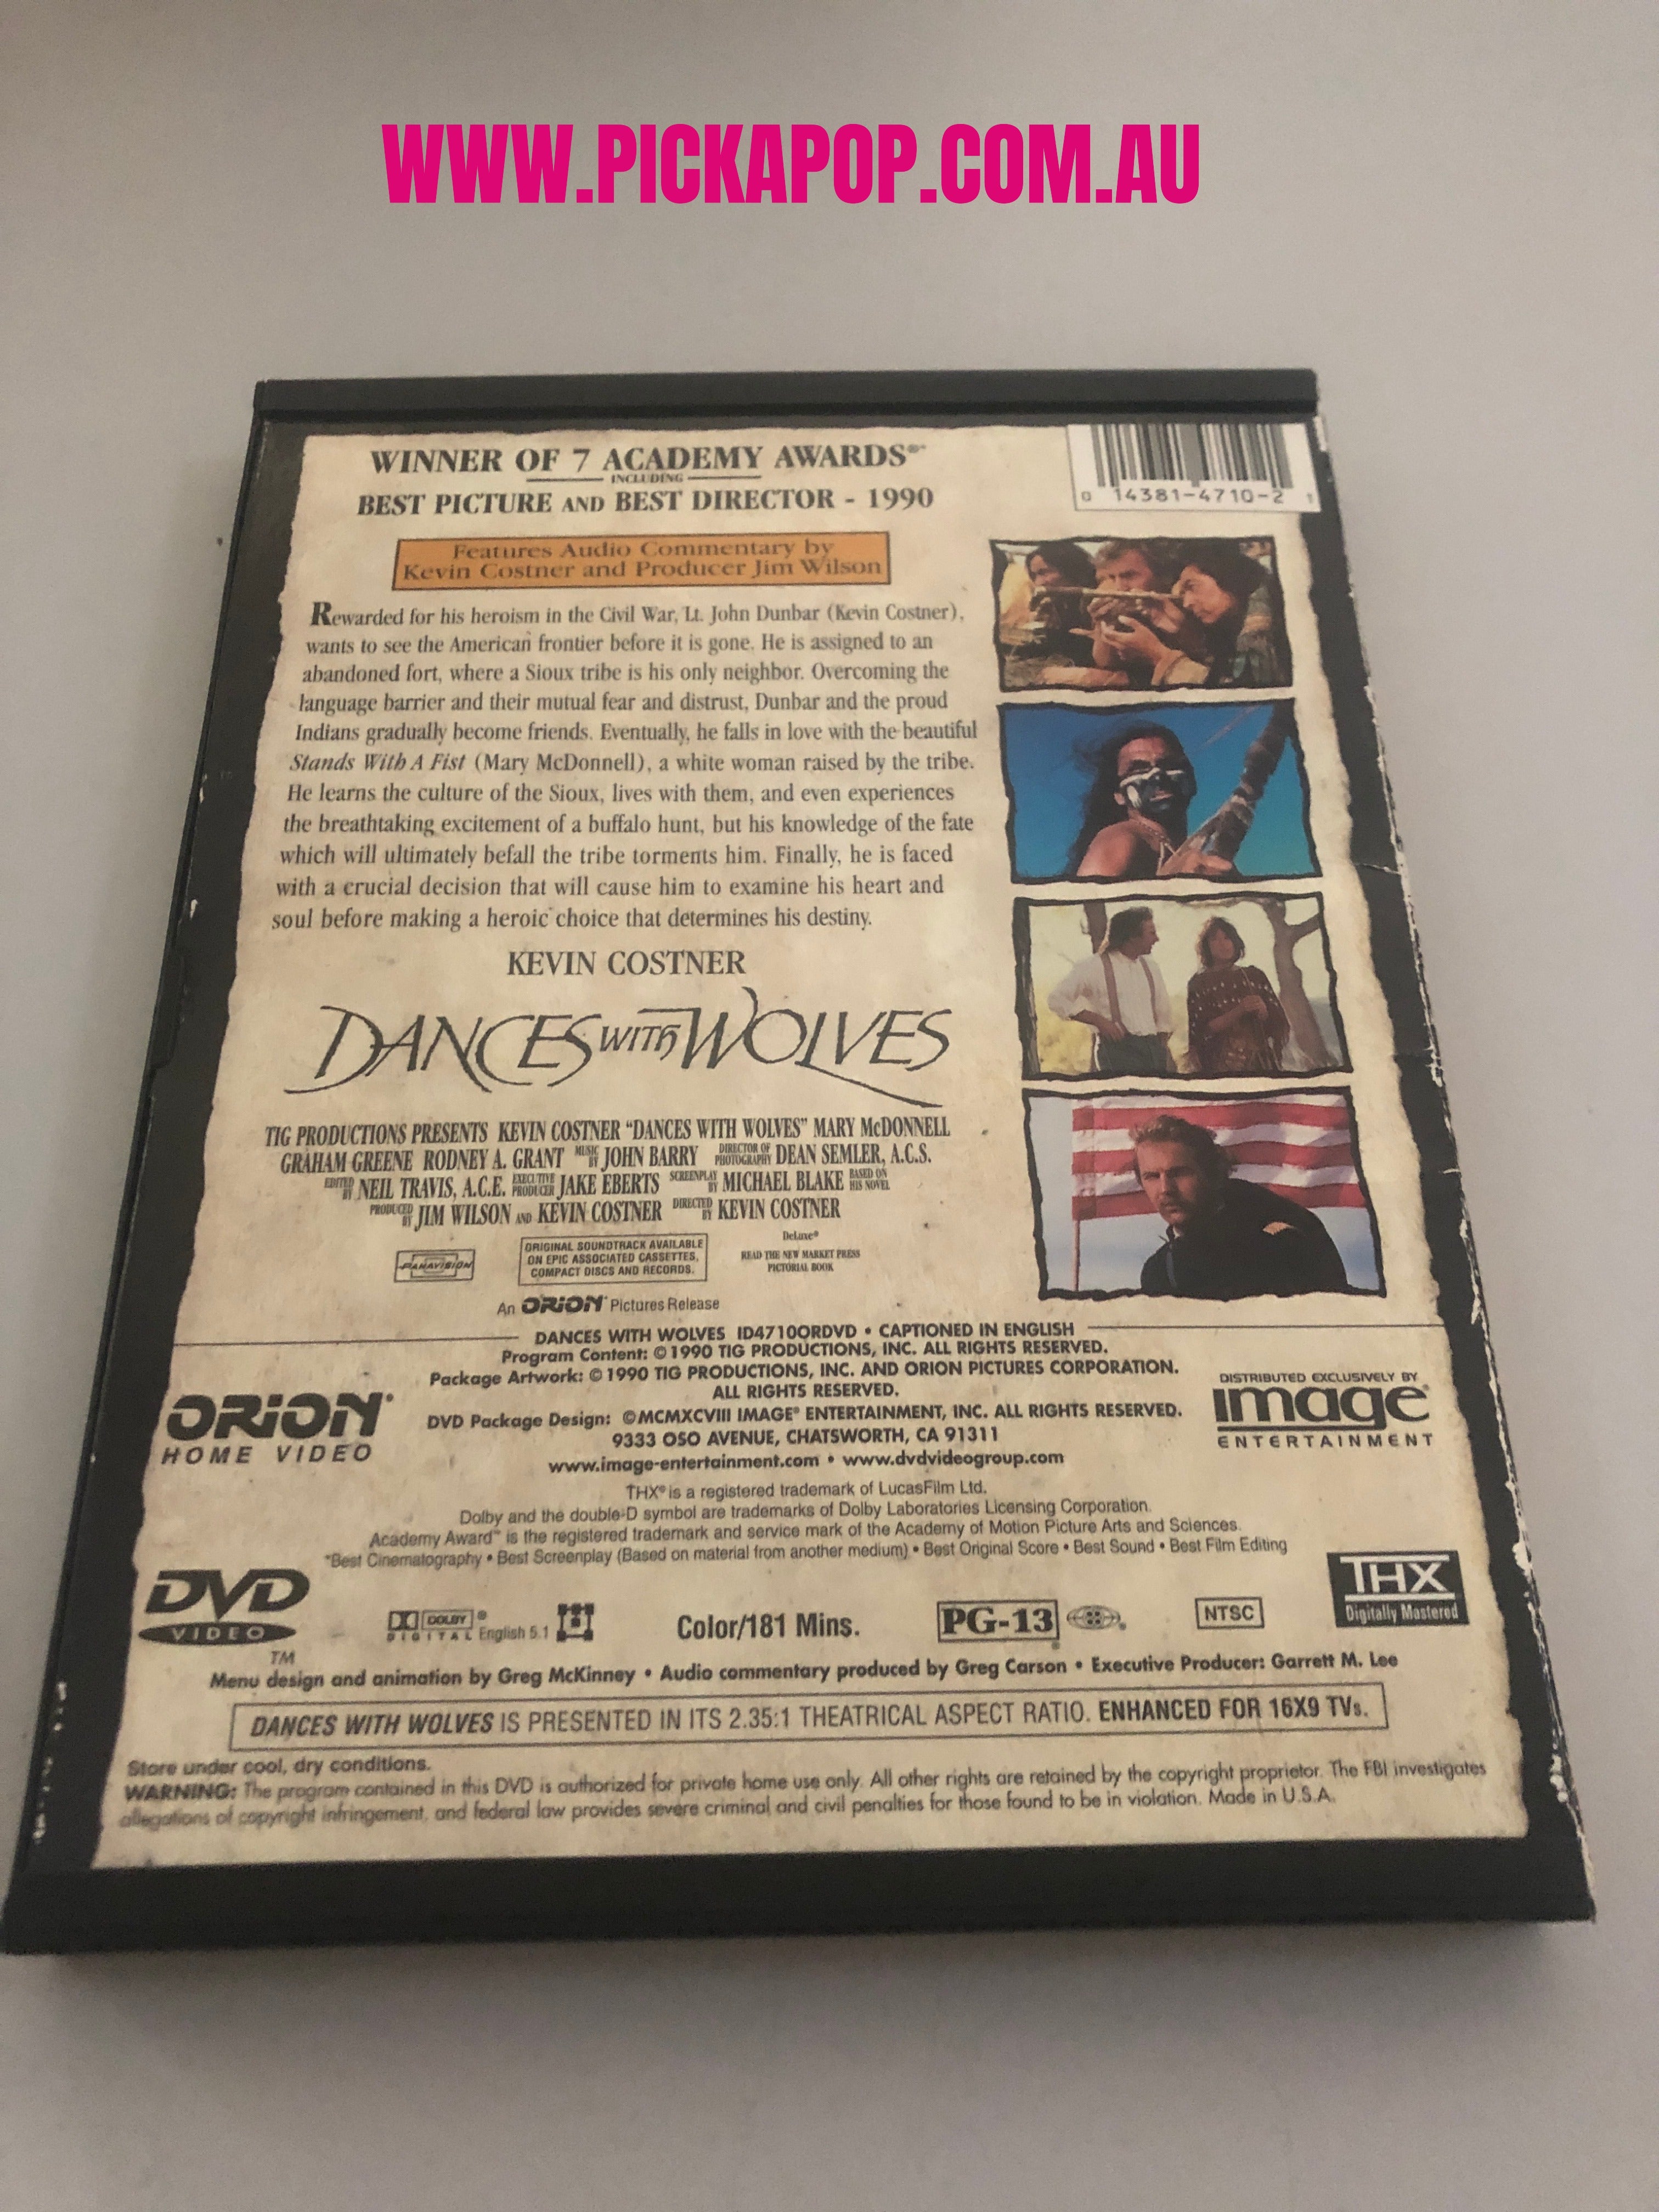 WWW.PICKAPOP.COM.AU
WINNER OF 7 ACADEMY AWARDS®*
INCLUDING
BEST PICTURE AND BEST DIRECTOR - 1990
0 14381-4710-2 1
Features Audio Commentary by
Kevin Costner and Producer Jim Wilson
Rewarded for his heroism in the Civil War, Lt. John Dunbar (Kevin Costner),
wants to see the American frontier before it is gone. He is assigned to an
abandoned fort, where a Sioux tribe is his only neighbor. Overcoming the
language barrier and their mutual fear and distrust, Dunbar and the proud
Indians gradually become friends. Eventually, he falls in love with the beautiful
Stands With A Fist (Mary McDonnell), a white woman raised by the tribe.
He learns the culture of the Sioux, lives with them, and even experiences
the breathtaking excitement of a buffalo hunt, but his knowledge of the fate
which will ultimately befall the tribe torments him. Finally, he is faced
with a crucial decision that will cause him to examine his heart and
soul before making a heroic choice that determines his destiny.
KEVIN COSTNER
DANCES WITH WOLVES
TIG PRODUCTIONS PRESENTS KEVIN COSTNER "DANCES WITH WOLVES" MARY McDONNELL
GRAHAM GREENE RODNEY A. GRANT MUSIC BY JOHN BARRY DIRECTOR OF PHOTOGRAPHY DEAN SEMLER, A.C.S.
EDITED BY NEIL TRAVIS, A.C.E. EXECUTIVE PRODUCER JAKE EBERTS SCREENPLAY BY MICHAEL BLAKE BASED ON HIS NOVEL
PRODUCED BY JIM WILSON AND KEVIN COSTNER DIRECTED BY KEVIN COSTNER
PANAVISION
ORIGINAL SOUNDTRACK AVAILABLE
ON EPIC ASSOCIATED CASSETTES,
COMPACT DISCS AND RECORDS.
DeLuxe®
READ THE NEW MARKET PRESS
PICTORIAL BOOK
An ORION Pictures Release
DANCES WITH WOLVES ID4710ORDVD • CAPTIONED IN ENGLISH
Program Content: ©1990 TIG PRODUCTIONS, INC. ALL RIGHTS RESERVED.
Package Artwork: ©1990 TIG PRODUCTIONS, INC. AND ORION PICTURES CORPORATION.
ALL RIGHTS RESERVED.
DVD Package Design: ©MCMXCVIII IMAGE® ENTERTAINMENT, INC. ALL RIGHTS RESERVED.
9333 OSO AVENUE, CHATSWORTH, CA 91311
www.image-entertainment.com • www.dvdvideogroup.com
ORION®
HOME VIDEO
DISTRIBUTED EXCLUSIVELY BY
image®
ENTERTAINMENT
THX® is a registered trademark of LucasFilm Ltd.
Dolby and the double-D symbol are trademarks of Dolby Laboratories Licensing Corporation.
Academy Award™ is the registered trademark and service mark of the Academy of Motion Picture Arts and Sciences.
*Best Cinematography • Best Screenplay (Based on material from another medium) • Best Original Score • Best Sound • Best Film Editing
DVD
VIDEO
TM
DOLBY®
DIGITAL English 5.1
Color/181 Mins.
PG-13
NTSC
THX
Digitally Mastered
Menu design and animation by Greg McKinney • Audio commentary produced by Greg Carson • Executive Producer: Garrett M. Lee
DANCES WITH WOLVES IS PRESENTED IN ITS 2.35:1 THEATRICAL ASPECT RATIO. ENHANCED FOR 16X9 TVs.
Store under cool, dry conditions.
WARNING: The program contained in this DVD is authorized for private home use only. All other rights are retained by the copyright proprietor. The FBI investigates
allegations of copyright infringement, and federal law provides severe criminal and civil penalties for those found to be in violation. Made in U.S.A.